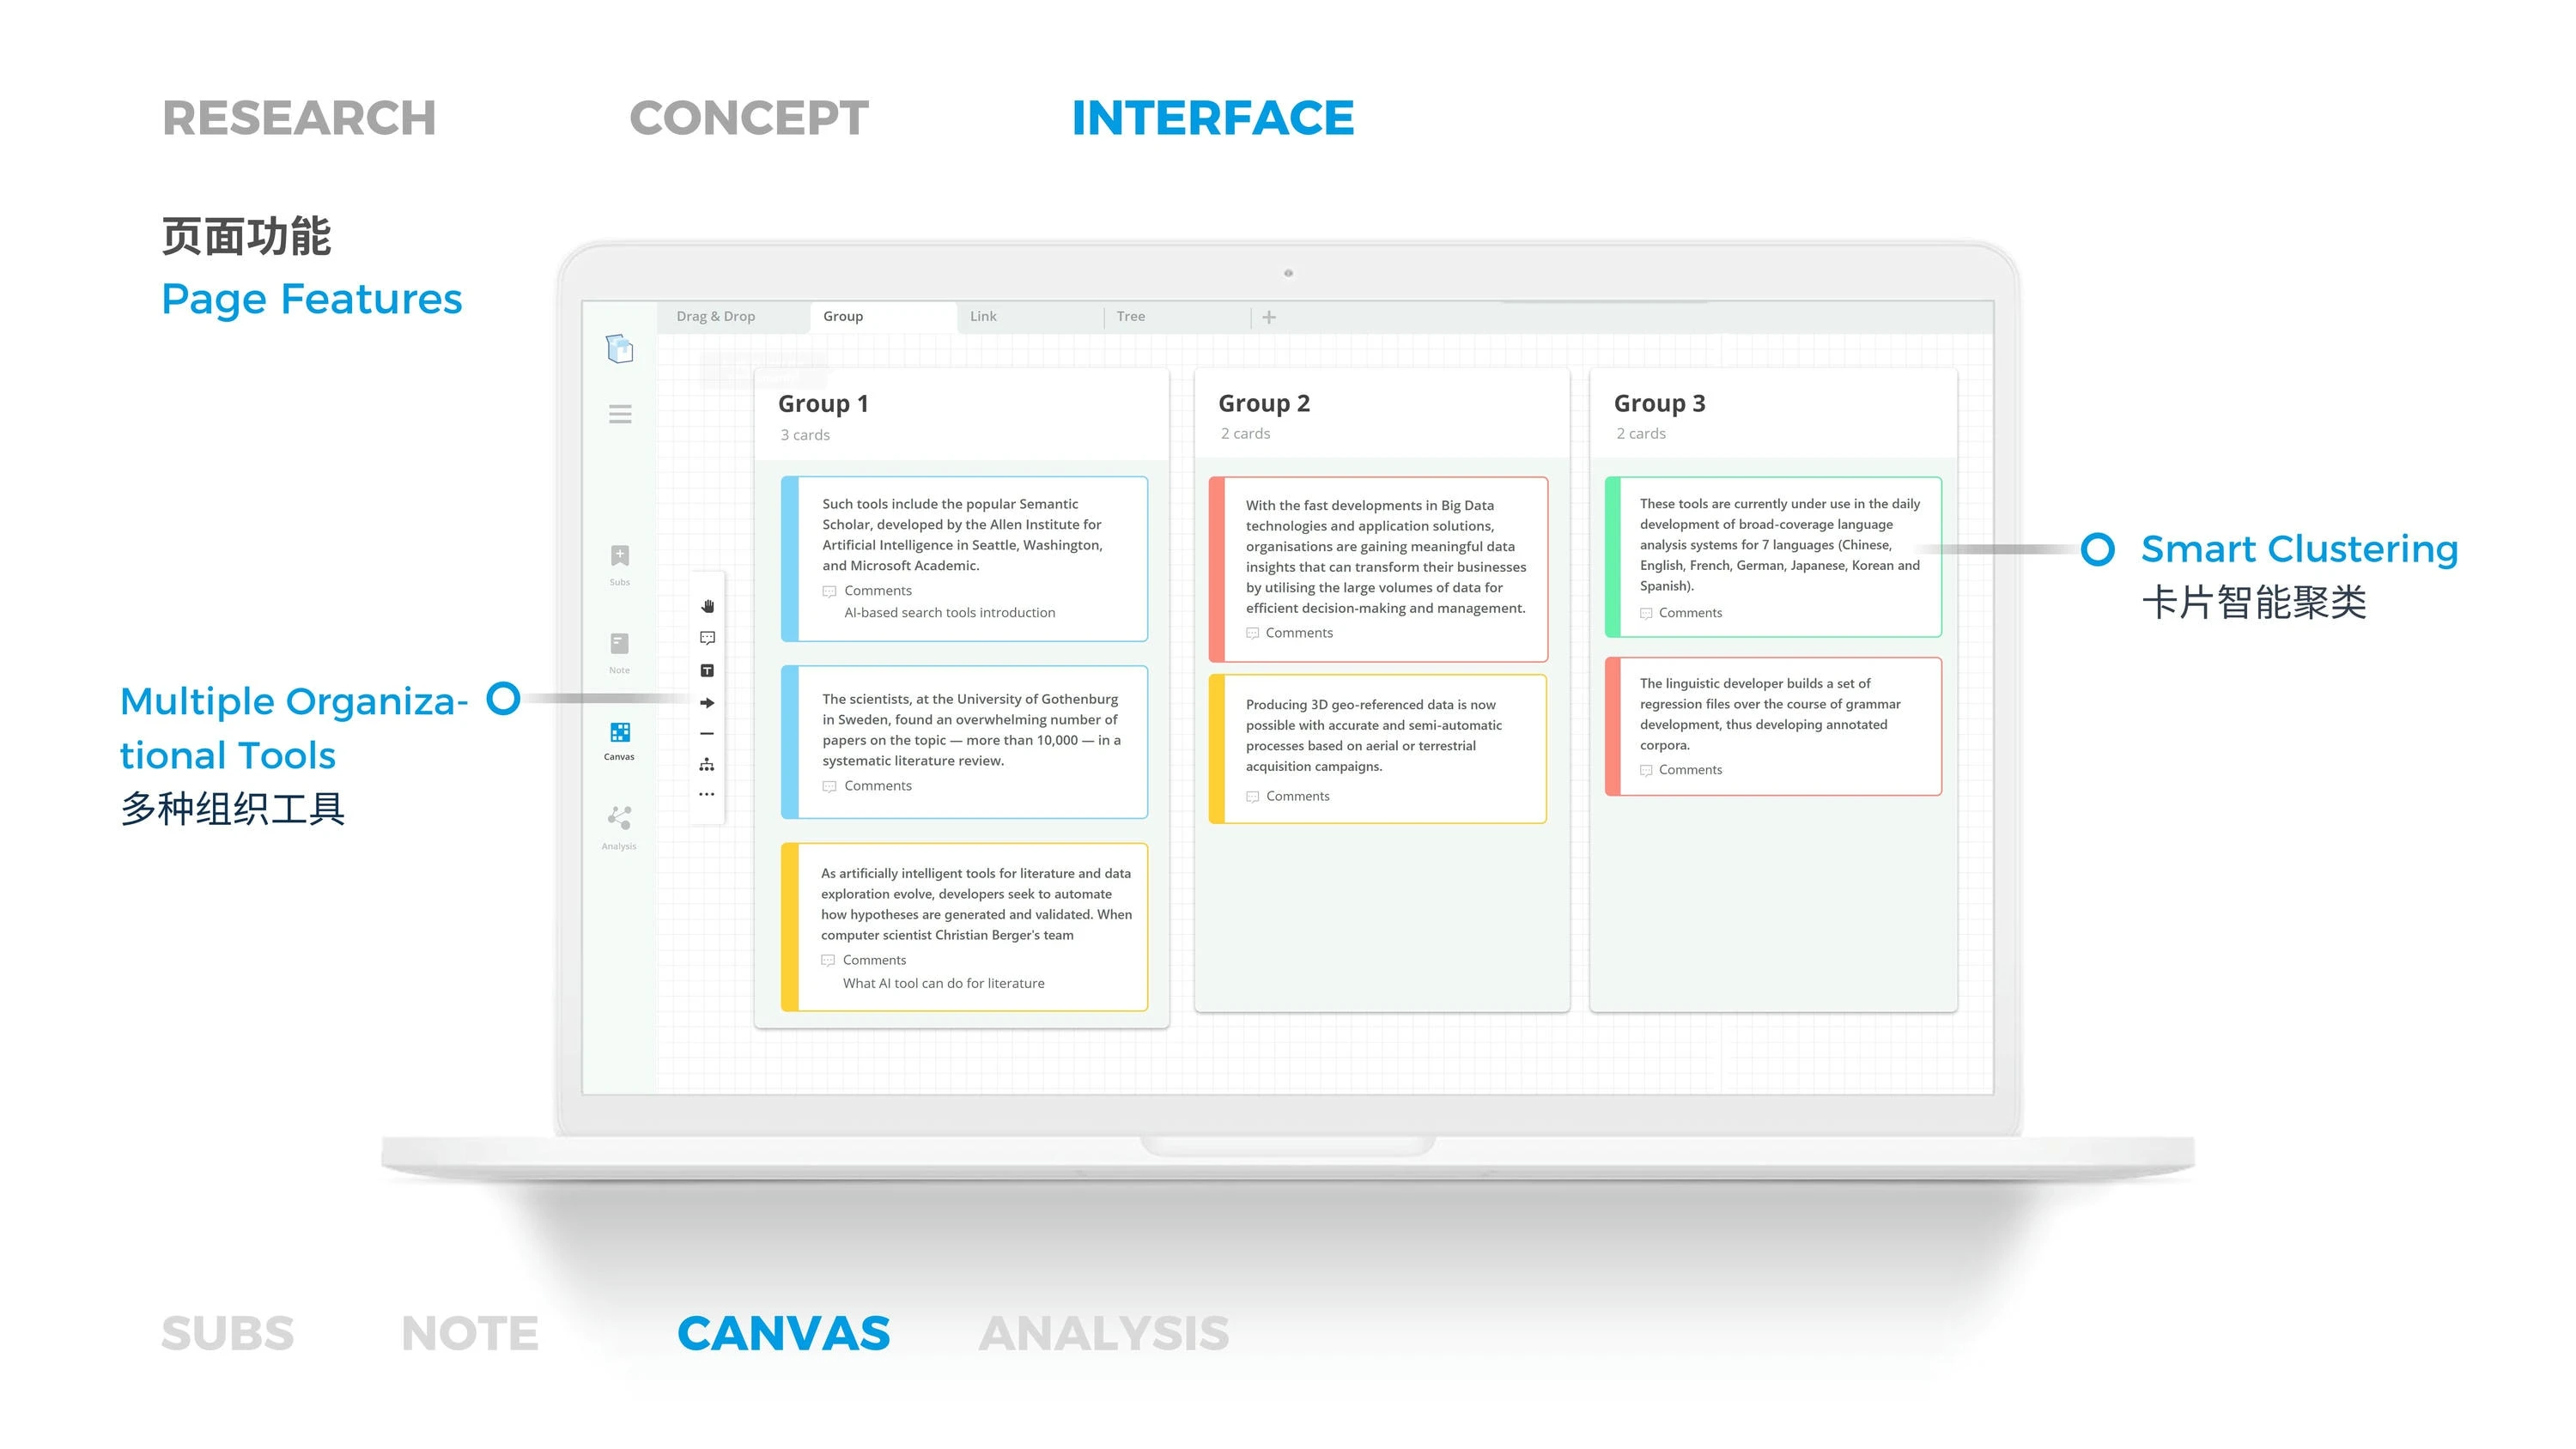 RESEARCH
CONCEPT
INTERFACE
页面功能
Page Features
Drag & Drop
Group
Link
Tree
Subs
Note
Canvas
Analysis
Group 1
3 cards
Such tools include the popular Semantic
Scholar, developed by the Allen Institute for
Artificial Intelligence in Seattle, Washington,
and Microsoft Academic.
Comments
AI-based search tools introduction
The scientists, at the University of Gothenburg
in Sweden, found an overwhelming number of
papers on the topic — more than 10,000 — in a
systematic literature review.
Comments
As artificially intelligent tools for literature and data
exploration evolve, developers seek to automate
how hypotheses are generated and validated. When
computer scientist Christian Berger's team
Comments
What AI tool can do for literature
Group 2
2 cards
With the fast developments in Big Data
technologies and application solutions,
organisations are gaining meaningful data
insights that can transform their businesses
by utilising the large volumes of data for
efficient decision-making and management.
Comments
Producing 3D geo-referenced data is now
possible with accurate and semi-automatic
processes based on aerial or terrestrial
acquisition campaigns.
Comments
Group 3
2 cards
These tools are currently under use in the daily
development of broad-coverage language
analysis systems for 7 languages (Chinese,
English, French, German, Japanese, Korean and
Spanish).
Comments
The linguistic developer builds a set of
regression files over the course of grammar
development, thus developing annotated
corpora.
Comments
Smart Clustering
卡片智能聚类
Multiple Organiza-
tional Tools
多种组织工具
SUBS
NOTE
CANVAS
ANALYSIS